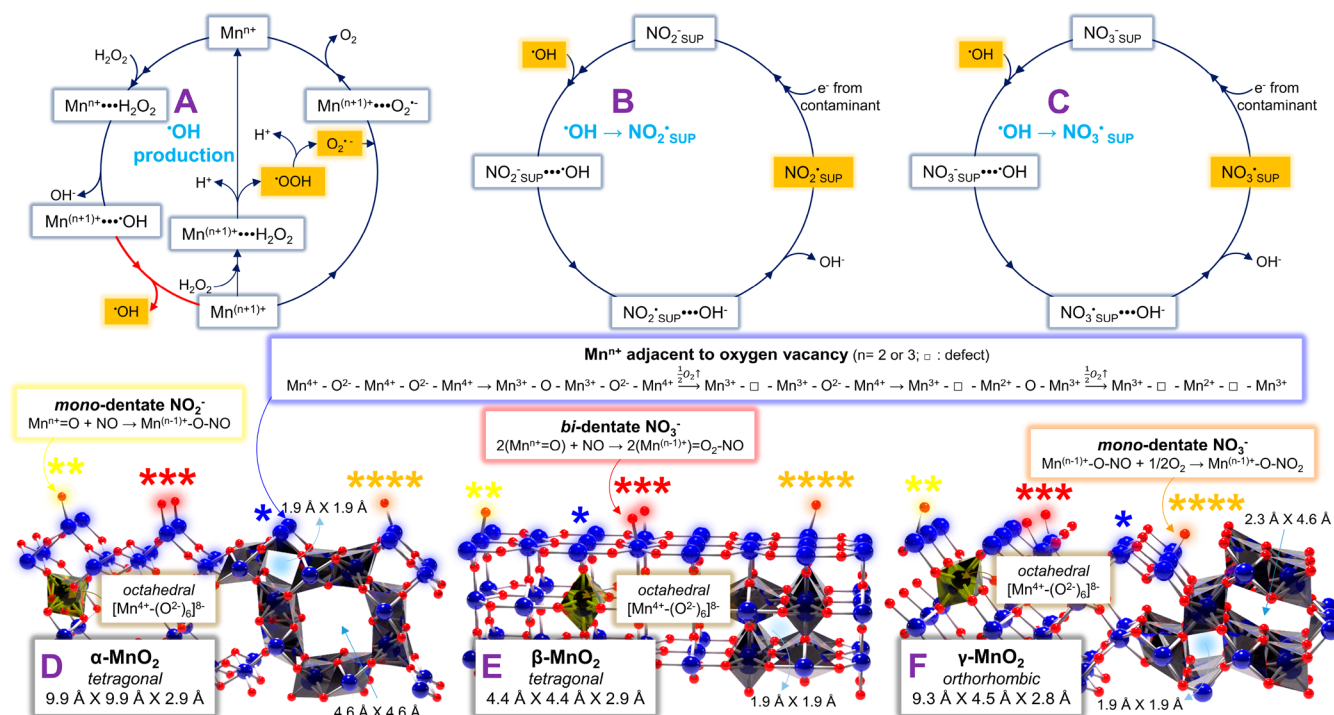 Mnⁿ⁺
O₂
H₂O₂
Mnⁿ⁺•••H₂O₂
A
Mn⁽ⁿ⁺¹⁾⁺•••O₂•⁻
•OH
production
H⁺
O₂•⁻
H⁺
•OOH
OH⁻
Mn⁽ⁿ⁺¹⁾⁺••••OH
Mn⁽ⁿ⁺¹⁾⁺•••H₂O₂
H₂O₂
•OH
Mn⁽ⁿ⁺¹⁾⁺
NO₂⁻SUP
•OH
B
e⁻ from
contaminant
•OH → NO₂•SUP
NO₂⁻SUP••••OH
NO₂•SUP
OH⁻
NO₂•SUP•••OH⁻
NO₃⁻SUP
•OH
C
e⁻ from
contaminant
•OH → NO₃•SUP
NO₃⁻SUP••••OH
NO₃•SUP
OH⁻
NO₃•SUP•••OH⁻
Mnⁿ⁺ adjacent to oxygen vacancy (n= 2 or 3; □ : defect)
Mn⁴⁺ - O²⁻ - Mn⁴⁺ - O²⁻ - Mn⁴⁺ → Mn³⁺ - O - Mn³⁺ - O²⁻ - Mn⁴⁺ ½O₂↑→ Mn³⁺ - □ - Mn³⁺ - O²⁻ - Mn⁴⁺ → Mn³⁺ - □ - Mn²⁺ - O - Mn³⁺ ½O₂↑→ Mn³⁺ - □ - Mn²⁺ - □ - Mn³⁺
mono-dentate NO₂⁻
Mnⁿ⁺=O + NO → Mn⁽ⁿ⁻¹⁾⁺-O-NO
bi-dentate NO₃⁻
2(Mnⁿ⁺=O) + NO → 2(Mn⁽ⁿ⁻¹⁾⁺)=O₂-NO
mono-dentate NO₃⁻
Mn⁽ⁿ⁻¹⁾⁺-O-NO + 1/2O₂ → Mn⁽ⁿ⁻¹⁾⁺-O-NO₂
** *** * ****
1.9 Å X 1.9 Å
octahedral
[Mn⁴⁺-(O²⁻)₆]⁸⁻
D
α-MnO₂
tetragonal
9.9 Å X 9.9 Å X 2.9 Å
4.6 Å X 4.6 Å
** * *** ****
octahedral
[Mn⁴⁺-(O²⁻)₆]⁸⁻
E
β-MnO₂
tetragonal
4.4 Å X 4.4 Å X 2.9 Å
1.9 Å X 1.9 Å
** *** * ****
2.3 Å X 4.6 Å
octahedral
[Mn⁴⁺-(O²⁻)₆]⁸⁻
F
γ-MnO₂
orthorhombic
9.3 Å X 4.5 Å X 2.8 Å
1.9 Å X 1.9 Å